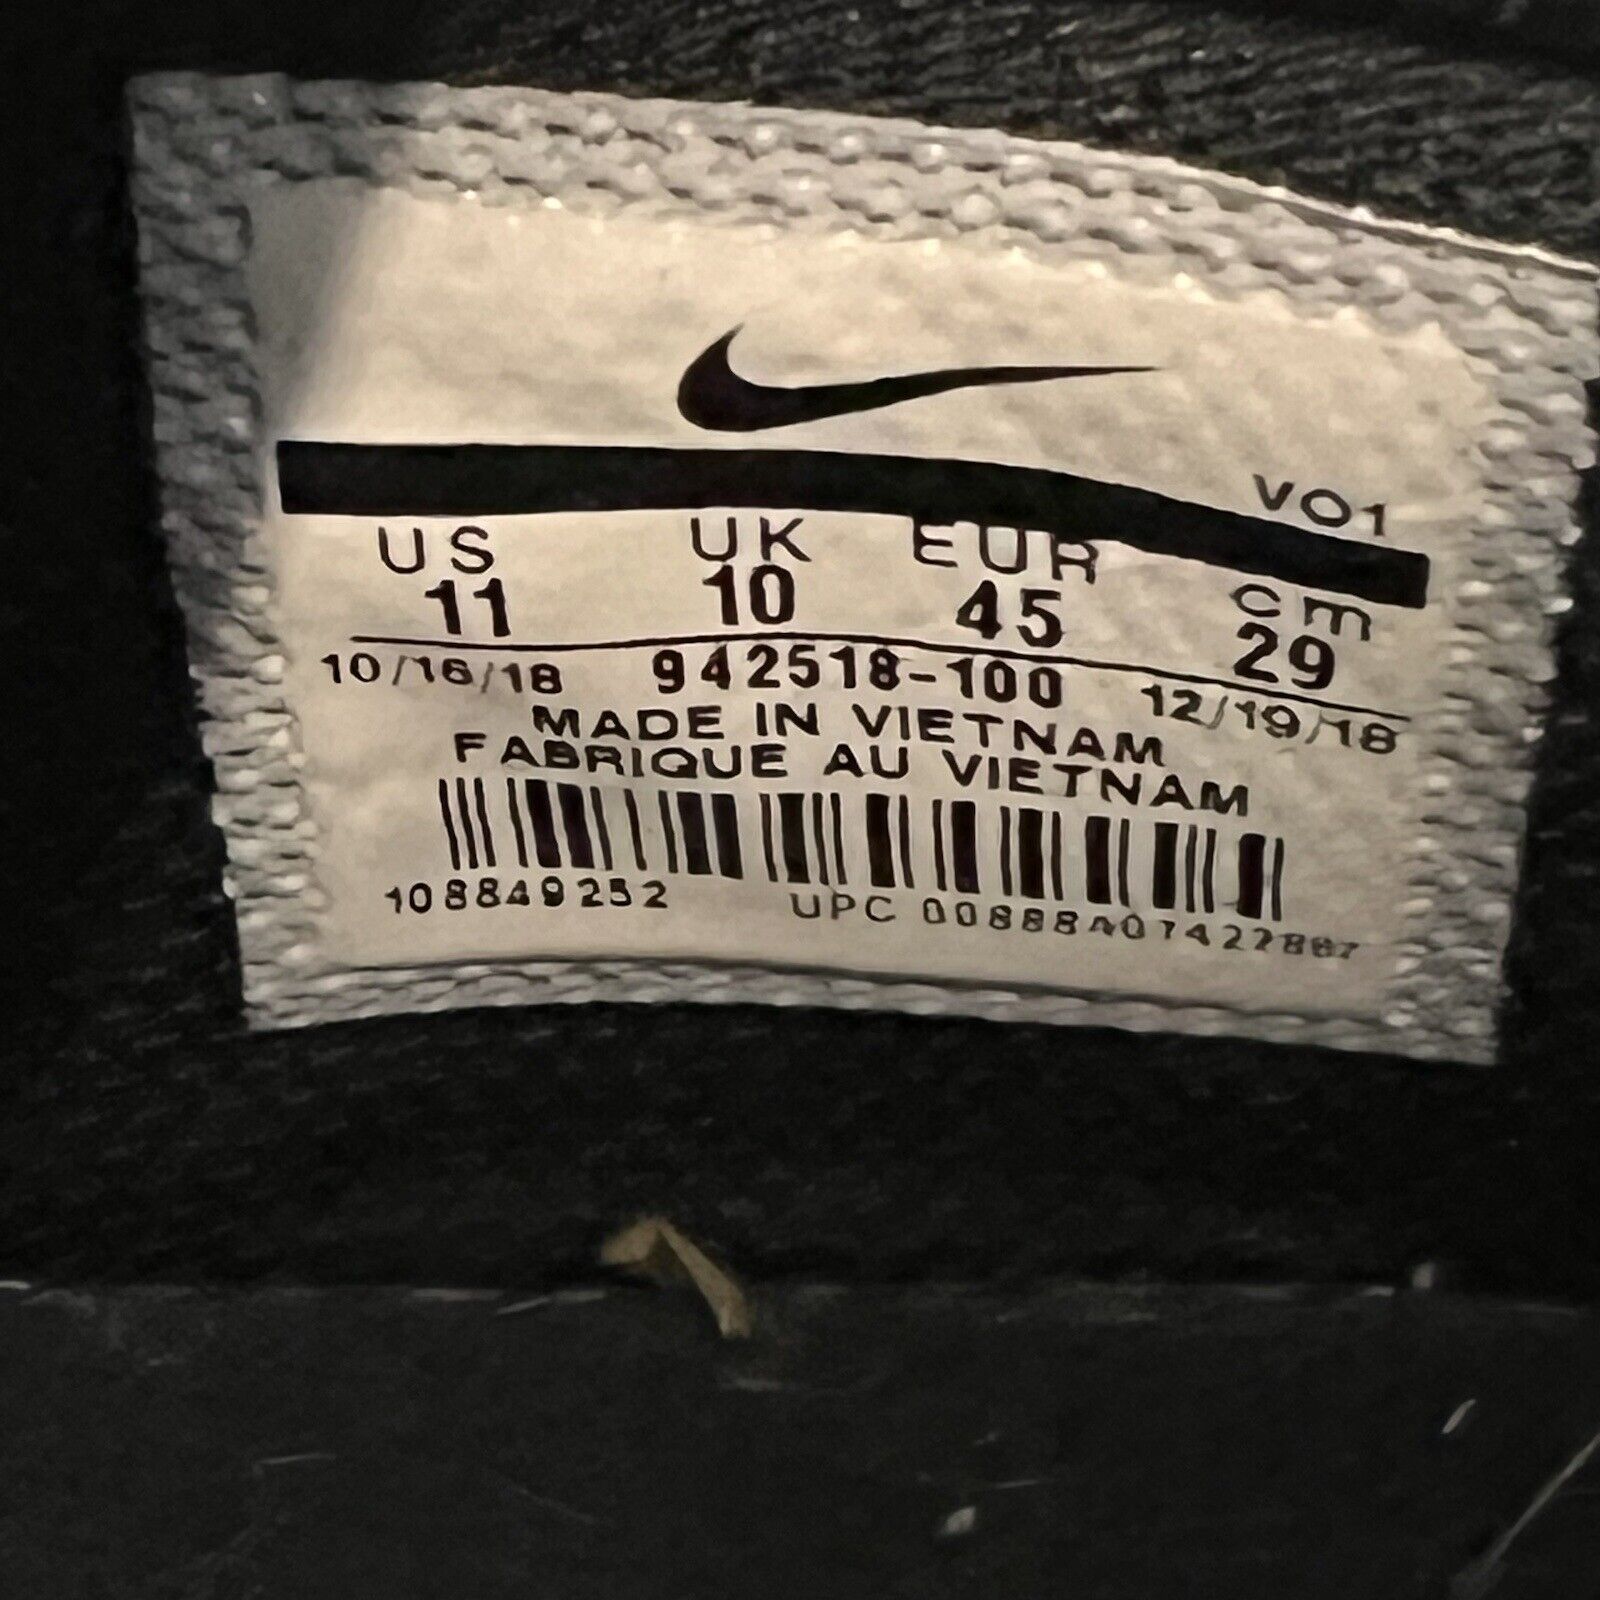 VO1
US UK EUR cm
11 10 45 29
10/16/18 942518-100 12/19/18
MADE IN VIETNAM
FABRIQUE AU VIETNAM
108849252 UPC